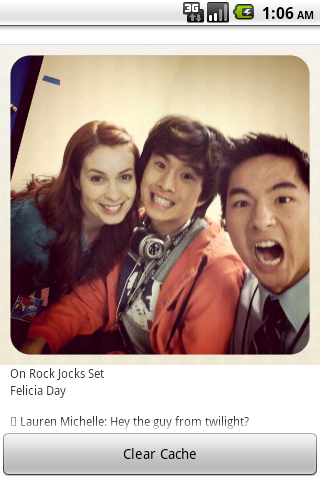 3G
1:06 AM
On Rock Jocks Set
Felicia Day
Lauren Michelle: Hey the guy from twilight?
Clear Cache